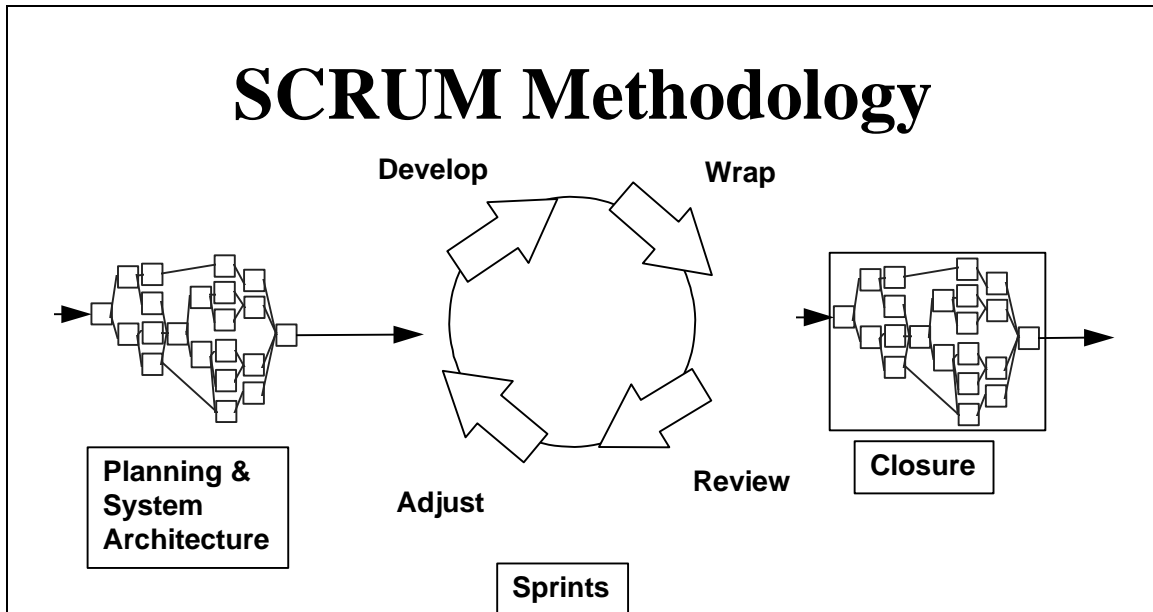 SCRUM Methodology
Develop
Wrap
Planning &
System
Architecture
Adjust
Review
Closure
Sprints